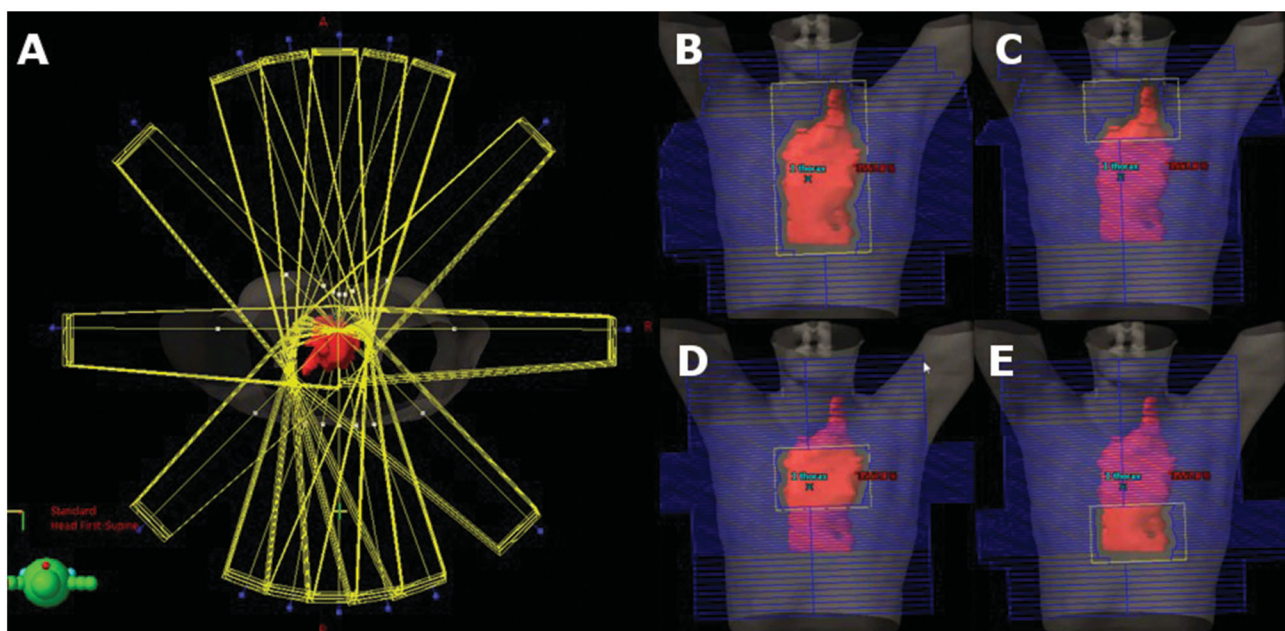 A
A
R
P
Standard
Head First-Supine
B
1 thorax
C
1 thorax
D
1 thorax
E
1 thorax